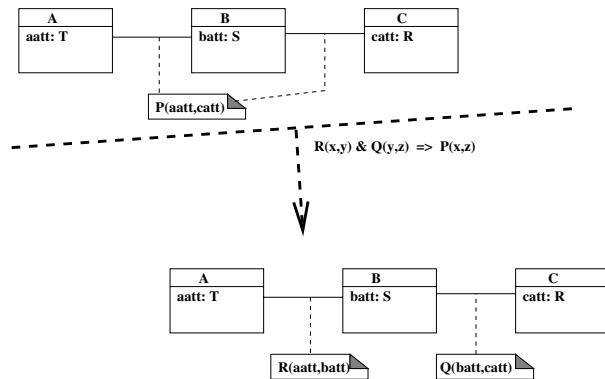 A
B
C
aatt: T
batt: S
catt: R
P(aatt,catt)
R(x,y) & Q(y,z) => P(x,z)
A
B
C
aatt: T
batt: S
catt: R
R(aatt,batt)
Q(batt,catt)